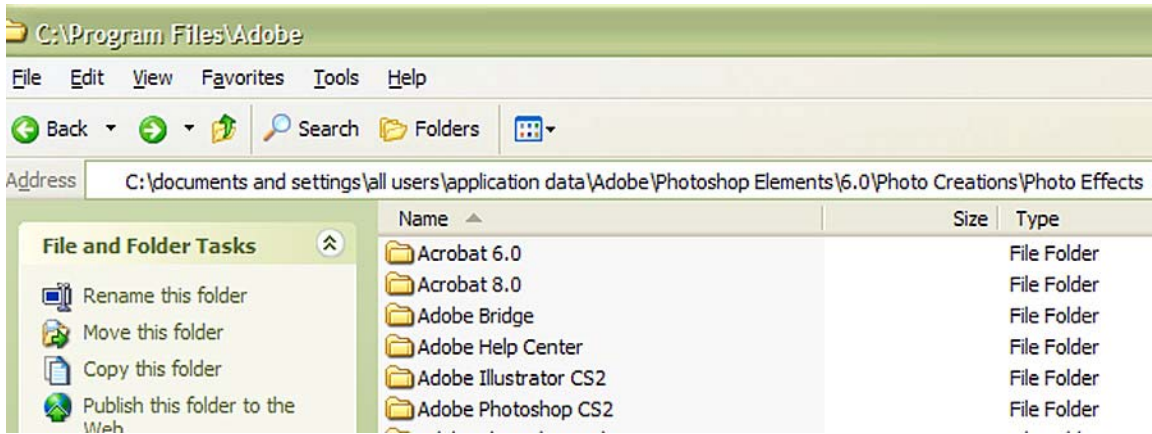 C:\Program Files\Adobe
File Edit View Favorites Tools Help
Back Search Folders
Address C:\documents and settings\all users\application data\Adobe\Photoshop Elements\6.0\Photo Creations\Photo Effects
Name Size Type
File and Folder Tasks
Acrobat 6.0 File Folder
Rename this folder
Acrobat 8.0 File Folder
Move this folder
Adobe Bridge File Folder
Copy this folder
Adobe Help Center File Folder
Publish this folder to the
Web
Adobe Illustrator CS2 File Folder
Adobe Photoshop CS2 File Folder